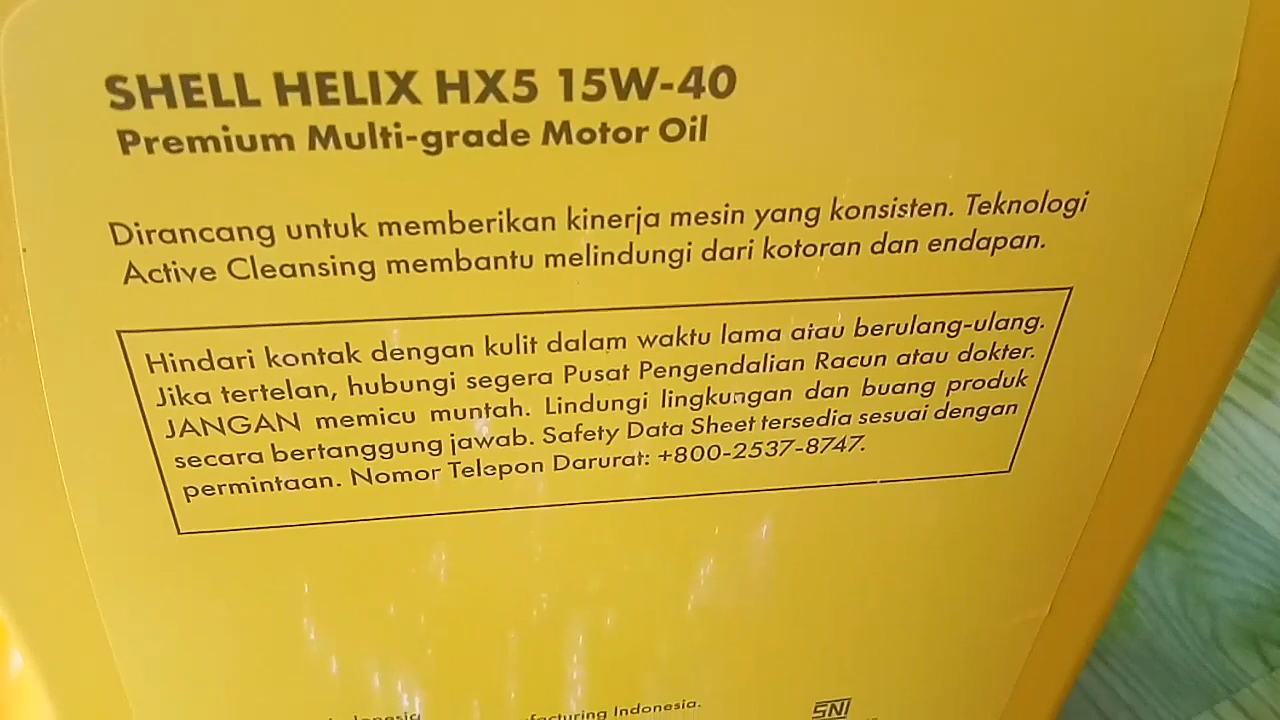 SHELL HELIX HX5 15W-40
Premium Multi-grade Motor Oil
Dirancang untuk memberikan kinerja mesin yang konsisten. Teknologi
Active Cleansing membantu melindungi dari kotoran dan endapan.
Hindari kontak dengan kulit dalam waktu lama atau berulang-ulang.
Jika tertelan, hubungi segera Pusat Pengendalian Racun atau dokter.
JANGAN memicu muntah. Lindungi lingkungan dan buang produk
secara bertanggung jawab. Safety Data Sheet tersedia sesuai dengan
permintaan. Nomor Telepon Darurat: +800-2537-8747.
Indonesia.
SNI